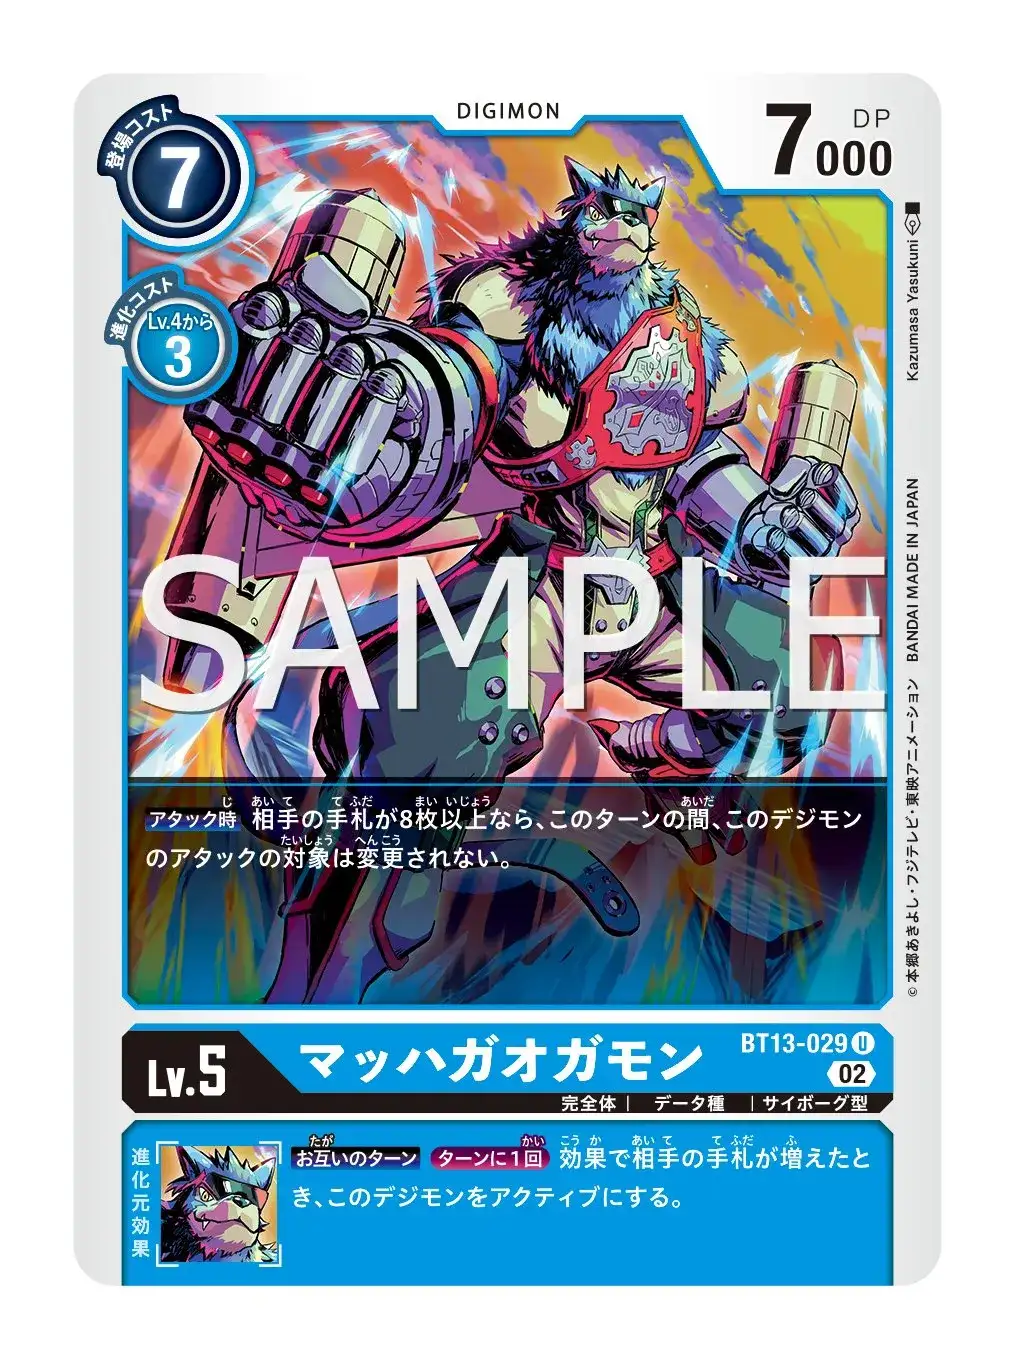 DIGIMON
登場コスト
7
7000
DP
進化コスト
Lv.4から
3
Kazumasa Yasukuni
BANDAI MADE IN JAPAN
©本郷あきよし・フジテレビ・東映アニメーション
SAMPLE
アタック時 相手の手札が8枚以上なら、このターンの間、このデジモン
のアタックの対象は変更されない。
Lv.5
マッハガオガモン
BT13-029 U
02
完全体 | データ種 | サイボーグ型
進化元効果
お互いのターン ターンに1回 効果で相手の手札が増えたと
き、このデジモンをアクティブにする。